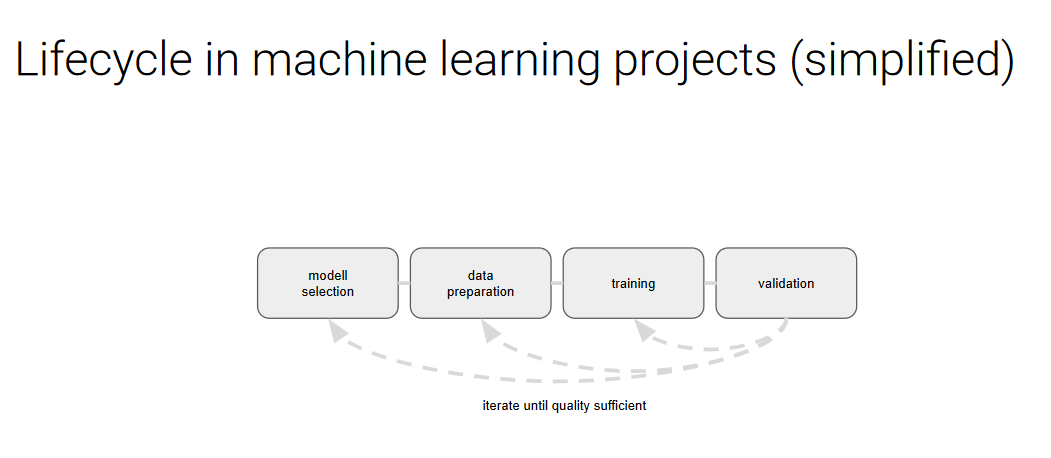 Lifecycle in machine learning projects (simplified)
modell
selection
data
preparation
training
validation
iterate until quality sufficient